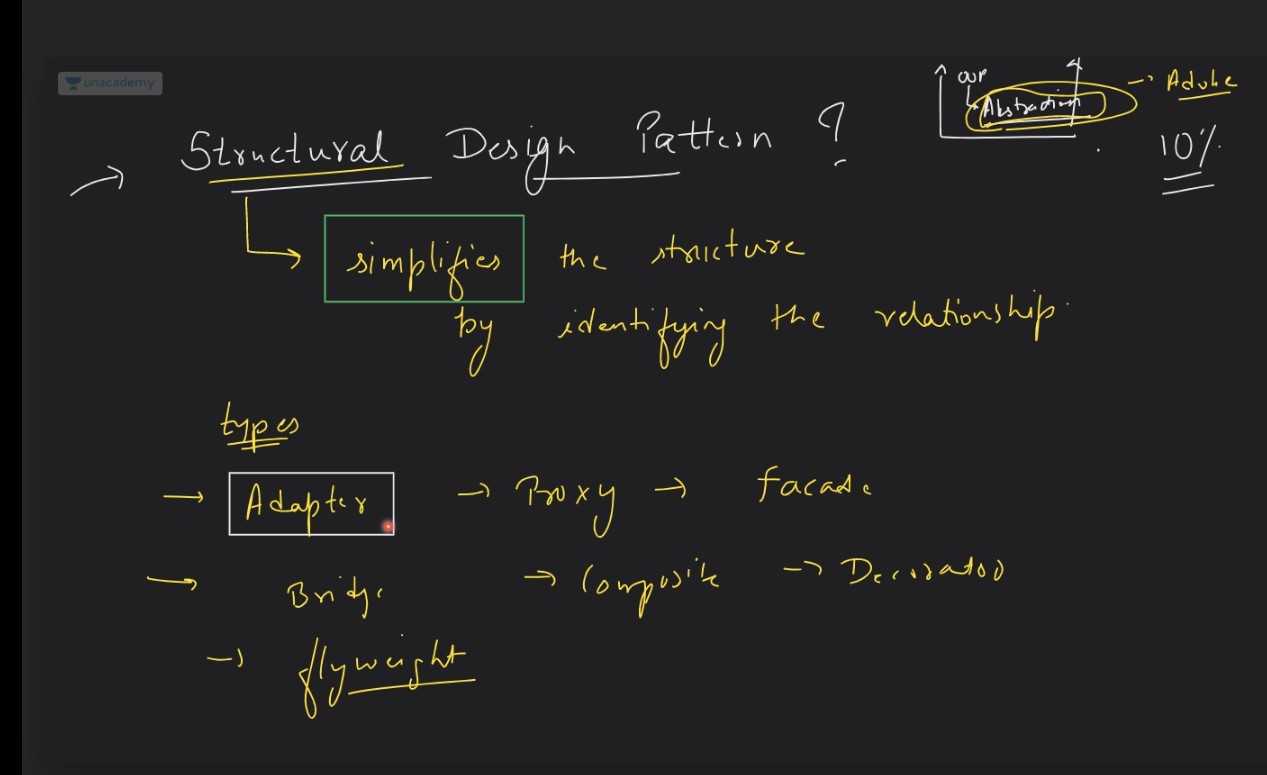 unacademy
our
Abstraction → Adobe
10%
→ Structural Design Pattern ?
→ simplifies the structure
by identifying the relationship.
types
→ Adapter → Proxy → facade
→ Bridge → Composite → Decorator
→ flyweight